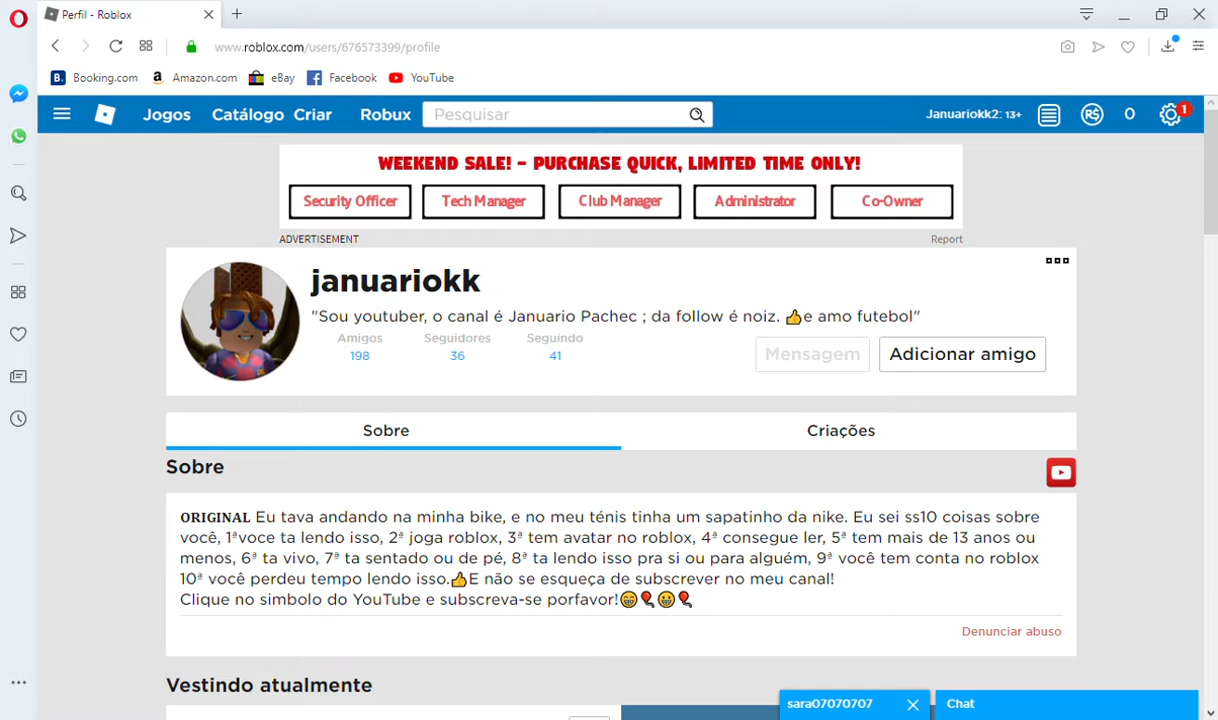 Perfil - Roblox
www.roblox.com/users/676573399/profile
B. Booking.com Amazon.com eBay Facebook YouTube
Jogos Catálogo Criar Robux Pesquisar Januariokk2: 13+ R$ 0 1
WEEKEND SALE! - PURCHASE QUICK, LIMITED TIME ONLY!
Security Officer Tech Manager Club Manager Administrator Co-Owner
ADVERTISEMENT Report
januariokk
"Sou youtuber, o canal é Januario Pachec ; da follow é noiz. 👍e amo futebol"
Amigos Seguidores Seguindo
198 36 41
Mensagem Adicionar amigo
Sobre Criações
Sobre
ORIGINAL Eu tava andando na minha bike, e no meu ténis tinha um sapatinho da nike. Eu sei ss10 coisas sobre
você, 1ªvoce ta lendo isso, 2ª joga roblox, 3ª tem avatar no roblox, 4ª consegue ler, 5ª tem mais de 13 anos ou
menos, 6ª ta vivo, 7ª ta sentado ou de pé, 8ª ta lendo isso pra si ou para alguém, 9ª você tem conta no roblox
10ª você perdeu tempo lendo isso.👍E não se esqueça de subscrever no meu canal!
Clique no simbolo do YouTube e subscreva-se porfavor!😁🎈😀🎈
Denunciar abuso
Vestindo atualmente
sara07070707 Chat